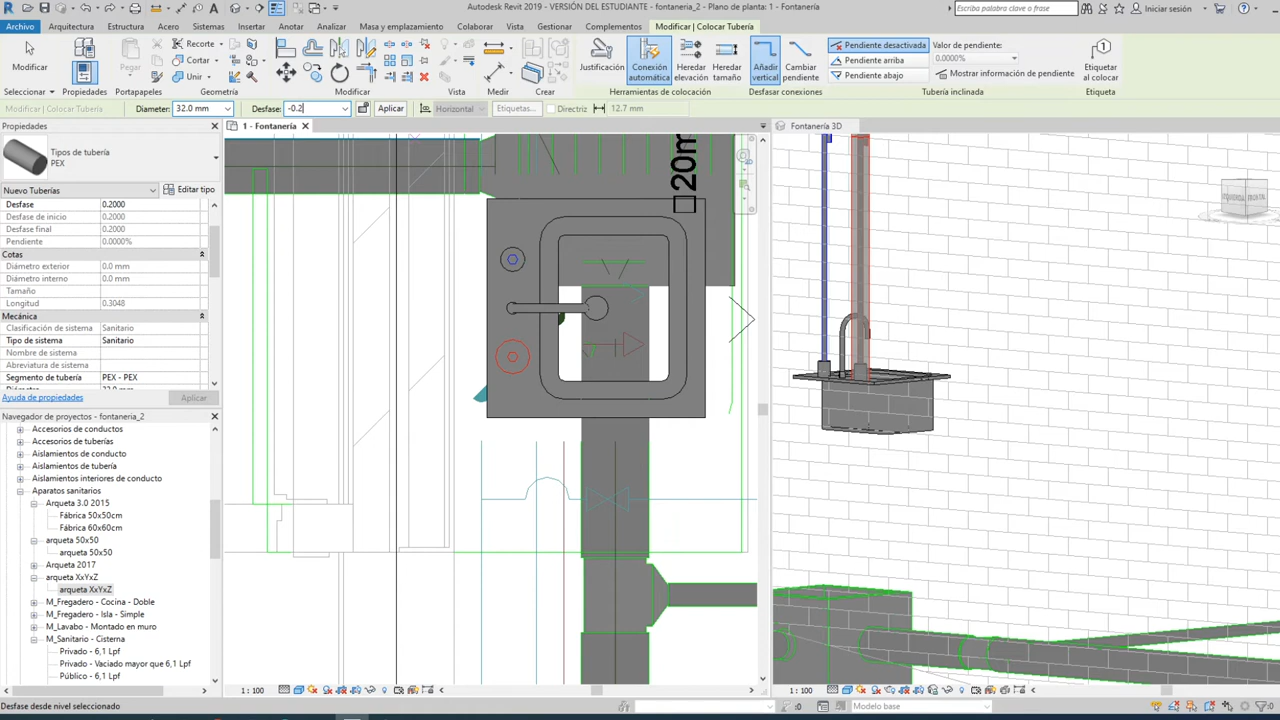 Autodesk Revit 2019 - VERSIÓN DEL ESTUDIANTE - fontaneria_2 - Plano de planta: 1 - Fontanería
Escriba palabra clave o frase
Iniciar sesión
Archivo Arquitectura Estructura Acero Sistemas Insertar Anotar Analizar Masa y emplazamiento Colaborar Vista Gestionar Complementos Modificar | Colocar Tubería
Modificar
Propiedades
Pegar
Recorte
Cortar
Unir
Justificación
Conexión automática
Heredar elevación
Heredar tamaño
Añadir vertical
Cambiar pendiente
Pendiente desactivada
Pendiente arriba
Pendiente abajo
Valor de pendiente:
0.0000%
Mostrar información de pendiente
Etiquetar al colocar
Seleccionar
Propiedades
Portapapeles
Geometría
Modificar
Vista
Medir
Crear
Herramientas de colocación
Desfasar conexiones
Tubería inclinada
Etiqueta
Modificar | Colocar Tubería
Diámetro: 32.0 mm
Desfase: -0.2
Aplicar
Horizontal
Etiquetas...
Directriz
12.7 mm
Propiedades
1 - Fontanería
Fontanería 3D
Tipos de tubería
PEX
Nuevo Tuberías
Editar tipo
Desfase 0.2000
Desfase de inicio 0.2000
Desfase final 0.2000
Pendiente 0.0000%
Cotas
Diámetro exterior 0.0 mm
Diámetro interno 0.0 mm
Tamaño
Longitud 0.3048
Mecánica
Clasificación de sistema Sanitario
Tipo de sistema Sanitario
Nombre de sistema
Abreviatura de sistema
Segmento de tubería PEX - PEX
Ayuda de propiedades
Aplicar
Navegador de proyectos - fontaneria_2
Accesorios de conductos
Accesorios de tuberías
Aislamientos de conducto
Aislamientos de tubería
Aislamientos interiores de conducto
Aparatos sanitarios
Arqueta 3.0 2015
Fábrica 50x50cm
Fábrica 60x60cm
arqueta 50x50
arqueta 50x50
Arqueta 2017
arqueta XxYxZ
arqueta XxYxZ
M_Fregadero - Cocina - Doble
M_Fregadero - Isla - Simple
M_Lavabo - Montado en muro
M_Sanitario - Cisterna
Privado - 6,1 Lpf
Privado - Vaciado mayor que 6,1 Lpf
Público - 6,1 Lpf
1 : 100
1 : 100
Desfase desde nivel seleccionado
:0
Modelo base
:0